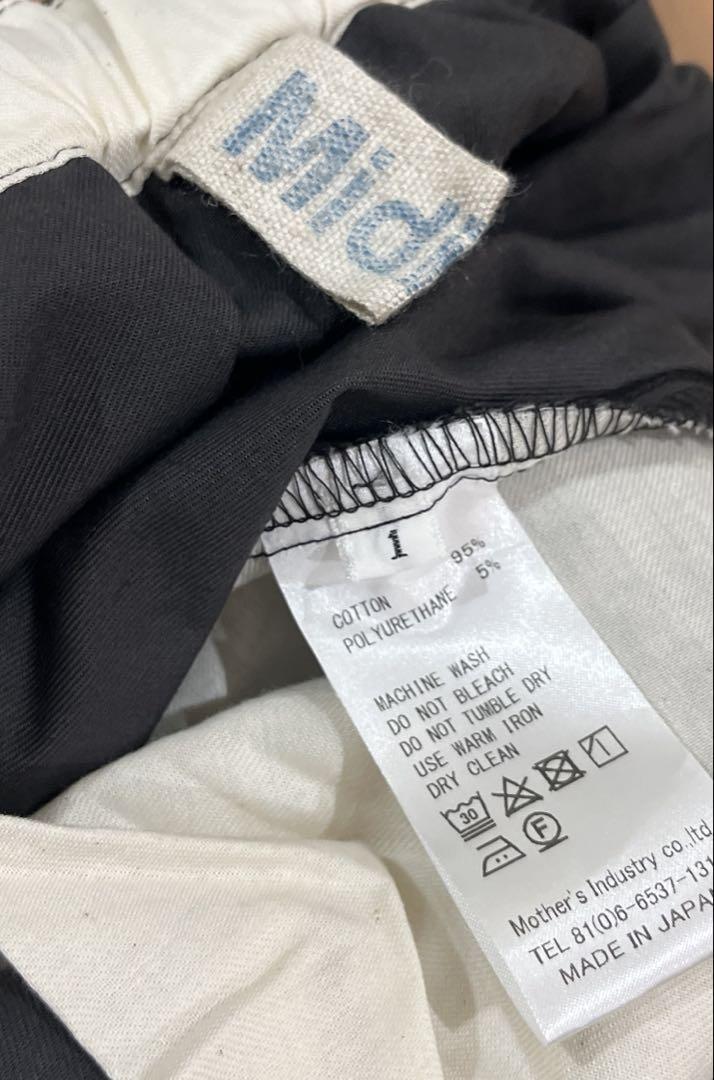 Midi
1
COTTON 95%
POLYURETHANE 5%
MACHINE WASH
DO NOT BLEACH
DO NOT TUMBLE DRY
USE WARM IRON
DRY CLEAN
30
F
Mother's Industry co.,ltd.
TEL 81(0)6-6537-131
MADE IN JAPAN